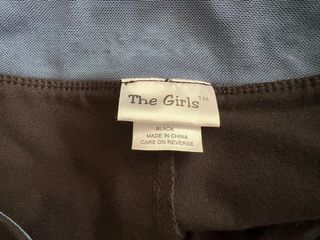 The Girls™
BLACK
MADE IN CHINA
CARE ON REVERSE